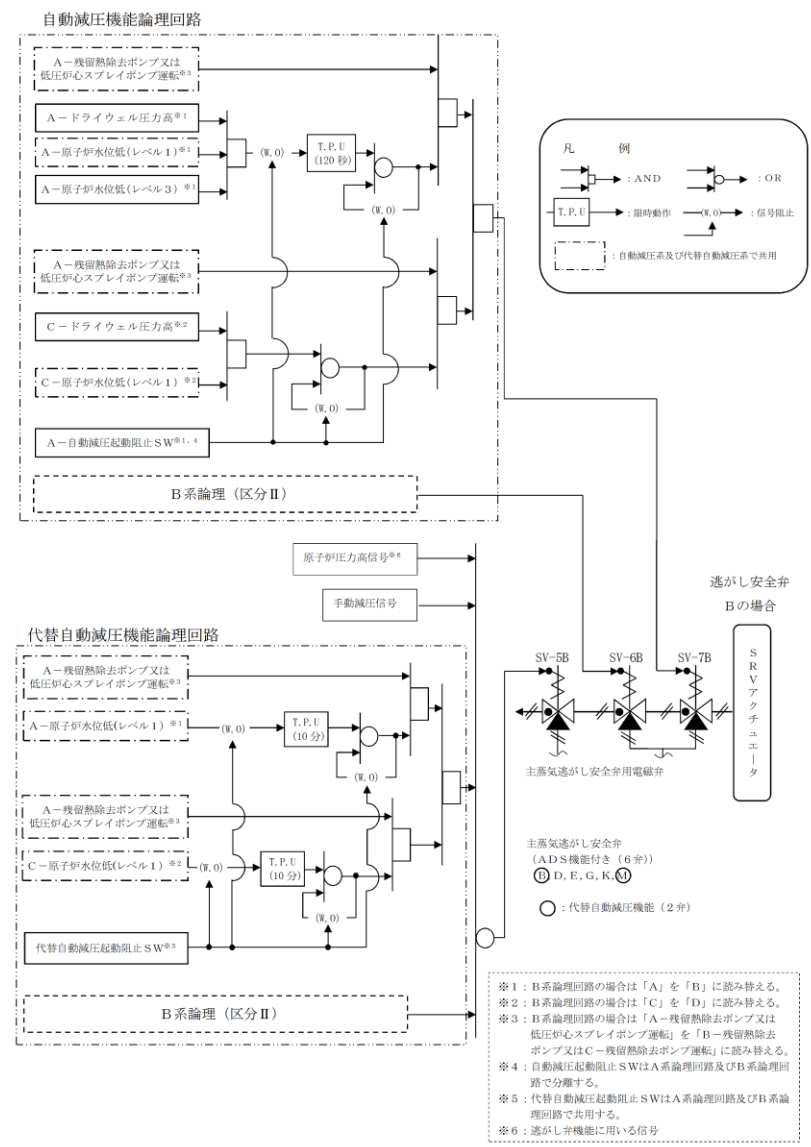 自動減圧機能論理回路
A－残留熱除去ポンプ又は
低圧炉心スプレイポンプ運転※3
A－ドライウェル圧力高※1
A－原子炉水位低(レベル1)※1
A－原子炉水位低(レベル3)※1
(W,O)
T.P.U
(120秒)
(W,O)
A－残留熱除去ポンプ又は
低圧炉心スプレイポンプ運転※3
C－ドライウェル圧力高※2
C－原子炉水位低(レベル1)※2
(W,O)
A－自動減圧起動阻止SW※1,4
B系論理(区分Ⅱ)
凡 例
:AND
:OR
T.P.U
:限時動作
(W,O)
:信号阻止
:自動減圧系及び代替自動減圧系で共用
原子炉圧力高信号※6
手動減圧信号
代替自動減圧機能論理回路
A－残留熱除去ポンプ又は
低圧炉心スプレイポンプ運転※3
A－原子炉水位低(レベル1)※1
(W,O)
T.P.U
(10分)
(W,O)
A－残留熱除去ポンプ又は
低圧炉心スプレイポンプ運転※3
C－原子炉水位低(レベル1)※2
(W,O)
T.P.U
(10分)
(W,O)
代替自動減圧起動阻止SW※5
B系論理(区分Ⅱ)
逃がし安全弁
Bの場合
SV-5B
SV-6B
SV-7B
SRVアクチュエータ
主蒸気逃がし安全弁用電磁弁
主蒸気逃がし安全弁
(ADS機能付き(6弁))
B,D,E,G,K,M
○:代替自動減圧機能(2弁)
※1:B系論理回路の場合は「A」を「B」に読み替える。
※2:B系論理回路の場合は「C」を「D」に読み替える。
※3:B系論理回路の場合は「A－残留熱除去ポンプ又は
低圧炉心スプレイポンプ運転」を「B－残留熱除去
ポンプ又はC－残留熱除去ポンプ運転」に読み替える。
※4:自動減圧起動阻止SWはA系論理回路及びB系論理回
路で分離する。
※5:代替自動減圧起動阻止SWはA系論理回路及びB系論
理回路で共用する。
※6:逃がし弁機能に用いる信号